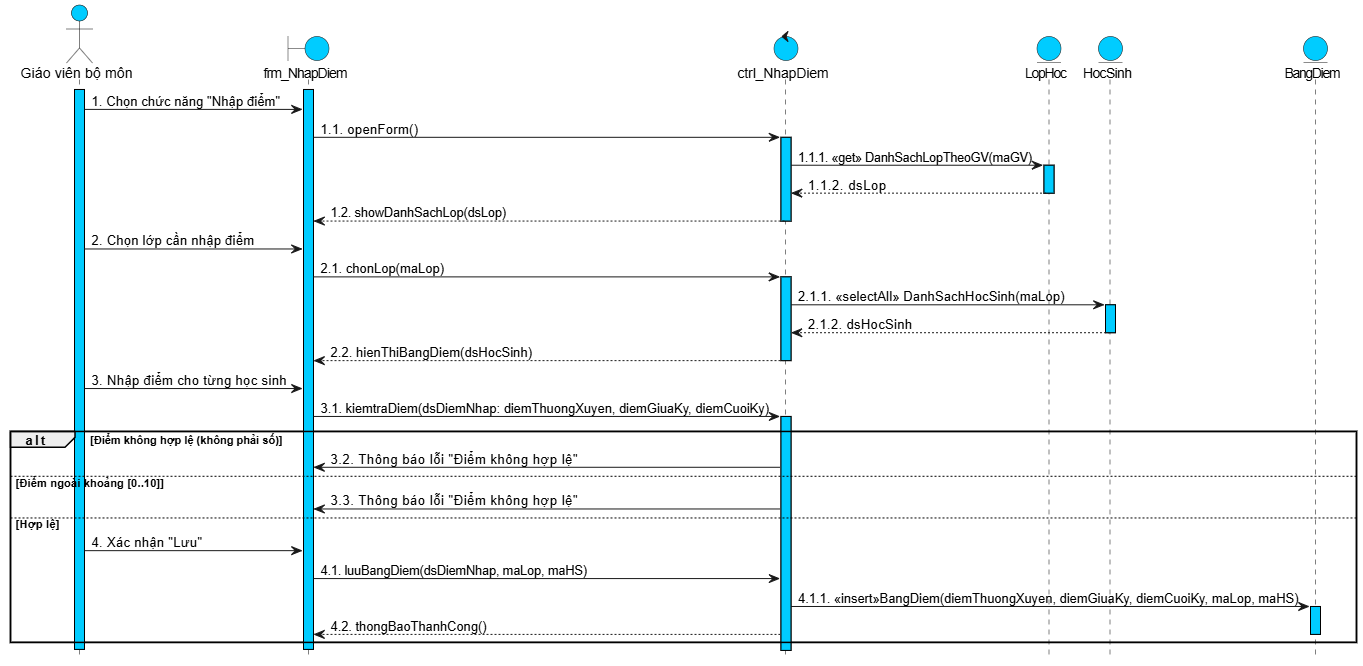 Giáo viên bộ môn
frm_NhapDiem
ctrl_NhapDiem
LopHoc
HocSinh
BangDiem
1. Chọn chức năng "Nhập điểm"
1.1. openForm()
1.1.1. «get» DanhSachLopTheoGV(maGV)
1.1.2. dsLop
1.2. showDanhSachLop(dsLop)
2. Chọn lớp cần nhập điểm
2.1. chonLop(maLop)
2.1.1. «selectAll» DanhSachHocSinh(maLop)
2.1.2. dsHocSinh
2.2. hienThiBangDiem(dsHocSinh)
3. Nhập điểm cho từng học sinh
3.1. kiemtraDiem(dsDiemNhap: diemThuongXuyen, diemGiuaKy, diemCuoiKy)
alt [Điểm không hợp lệ (không phải số)]
3.2. Thông báo lỗi "Điểm không hợp lệ"
[Điểm ngoài khoảng [0..10]]
3.3. Thông báo lỗi "Điểm không hợp lệ"
[Hợp lệ]
4. Xác nhận "Lưu"
4.1. luuBangDiem(dsDiemNhap, maLop, maHS)
4.1.1. «insert»BangDiem(diemThuongXuyen, diemGiuaKy, diemCuoiKy, maLop, maHS)
4.2. thongBaoThanhCong()